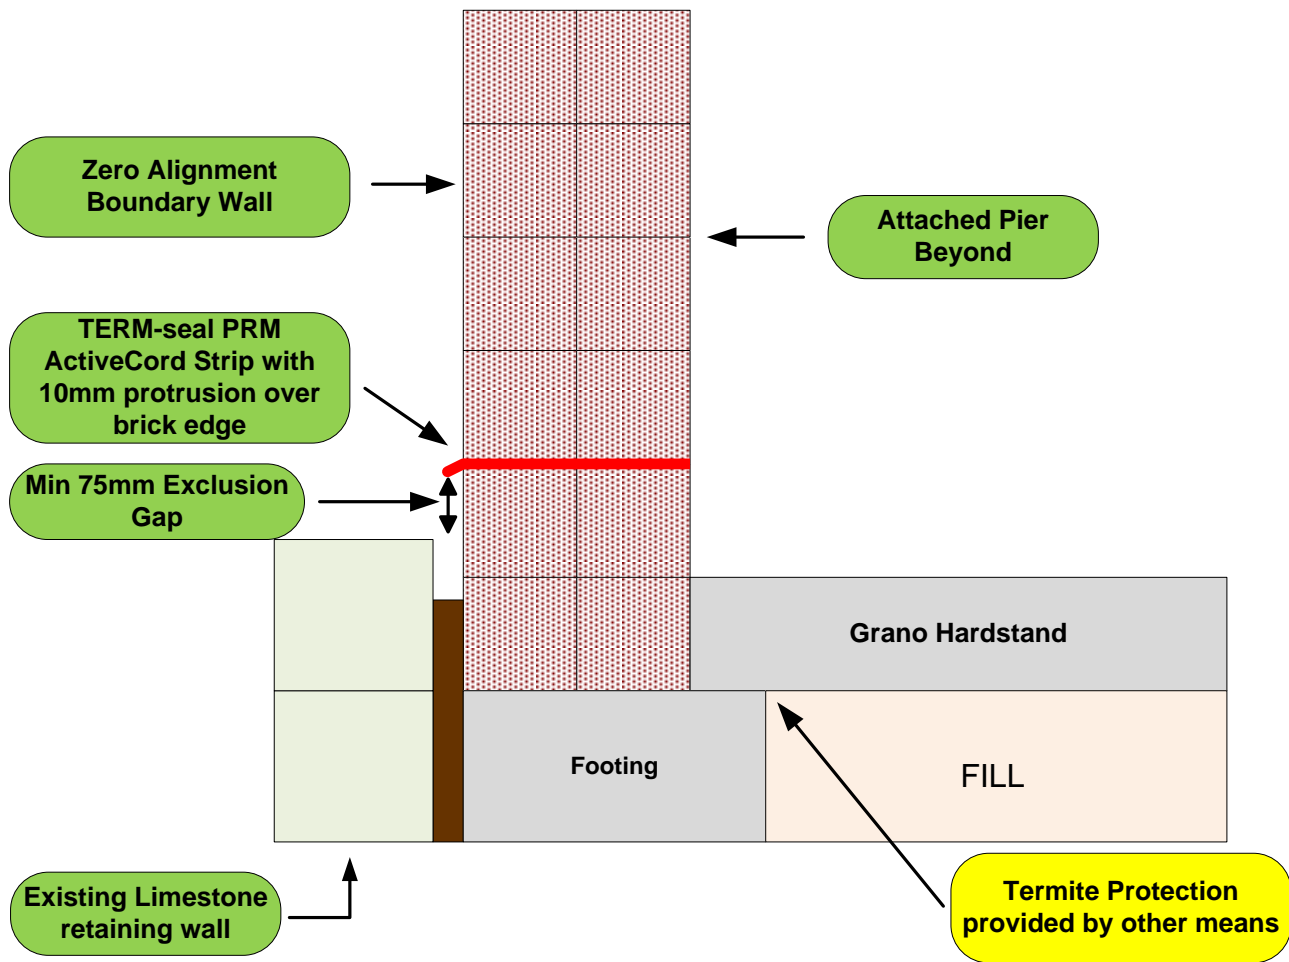 Zero Alignment
Boundary Wall
Attached Pier
Beyond
TERM-seal PRM
ActiveCord Strip with
10mm protrusion over
brick edge
Min 75mm Exclusion
Gap
Grano Hardstand
Footing
FILL
Existing Limestone
retaining wall
Termite Protection
provided by other means